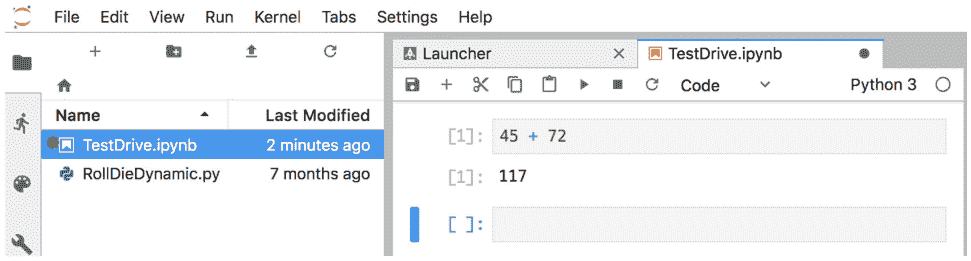 File Edit View Run Kernel Tabs Settings Help
Launcher
TestDrive.ipynb
Code
Python 3
Name
Last Modified
TestDrive.ipynb
2 minutes ago
RollDieDynamic.py
7 months ago
[1]: 45 + 72
[1]: 117
[ ]: